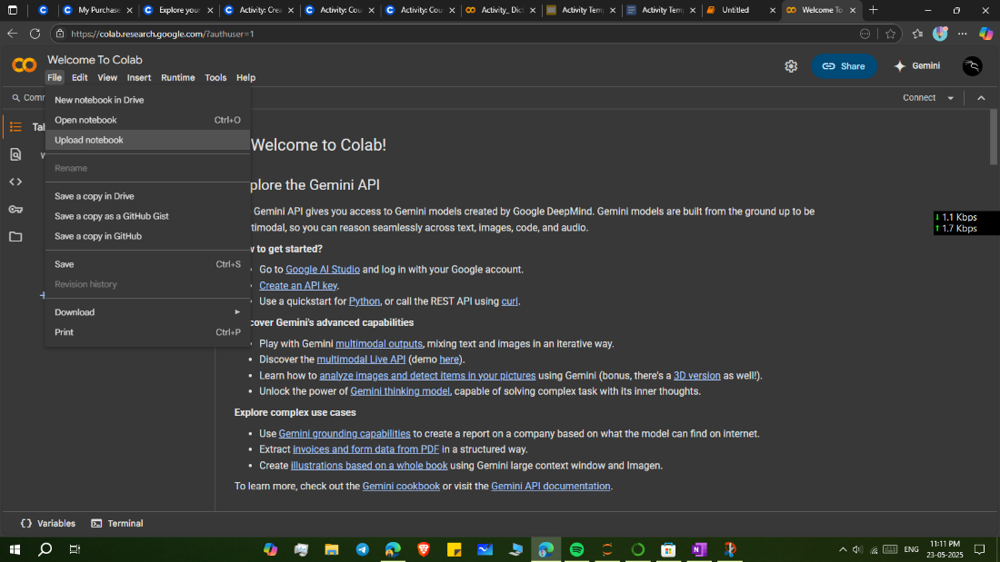 My Purchase
Explore your
Activity: Crea
Activity: Cou
Activity: Cou
Activity_ Dict
Activity Temp
Activity Temp
Untitled
Welcome To
https://colab.research.google.com/?authuser=1
Welcome To Colab
File Edit View Insert Runtime Tools Help
Share
Gemini
Comm
Connect
New notebook in Drive
Open notebook Ctrl+O
Upload notebook
Rename
Save a copy in Drive
Save a copy as a GitHub Gist
Save a copy in GitHub
Save Ctrl+S
Revision history
Download
Print Ctrl+P
Tal
Welcome to Colab!
plore the Gemini API
Gemini API gives you access to Gemini models created by Google DeepMind. Gemini models are built from the ground up to be
timodal, so you can reason seamlessly across text, images, code, and audio.
w to get started?
• Go to Google AI Studio and log in with your Google account.
• Create an API key.
• Use a quickstart for Python, or call the REST API using curl.
cover Gemini's advanced capabilities
• Play with Gemini multimodal outputs, mixing text and images in an iterative way.
• Discover the multimodal Live API (demo here).
• Learn how to analyze images and detect items in your pictures using Gemini (bonus, there's a 3D version as well!).
• Unlock the power of Gemini thinking model, capable of solving complex task with its inner thoughts.
Explore complex use cases
• Use Gemini grounding capabilities to create a report on a company based on what the model can find on internet.
• Extract invoices and form data from PDF in a structured way.
• Create illustrations based on a whole book using Gemini large context window and Imagen.
To learn more, check out the Gemini cookbook or visit the Gemini API documentation.
1.1 Kbps
1.7 Kbps
Variables
Terminal
ENG
11:11 PM
23-05-2025